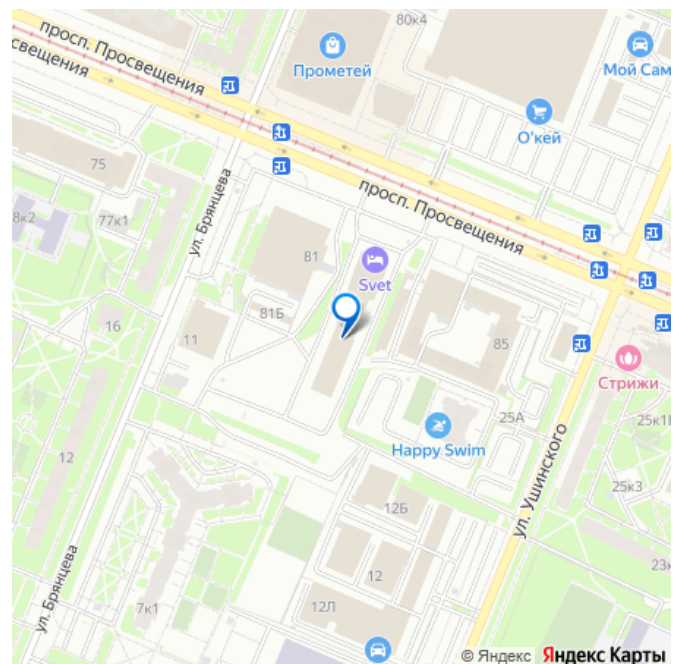 80к4
просп. Просвещения
Прометей
Мой Сам
свещения
О'кей
75
ул. Брянцева
просп. Просвещения
8к2
77к1
81
Svet
81Б
16
11
85
Стрижи
25А
25к1Е
Happy Swim
12
ул. Ушинского
25к3
12Б
ул. Брянцева
12
23к
7к1
12Л
© Яндекс Яндекс Карты